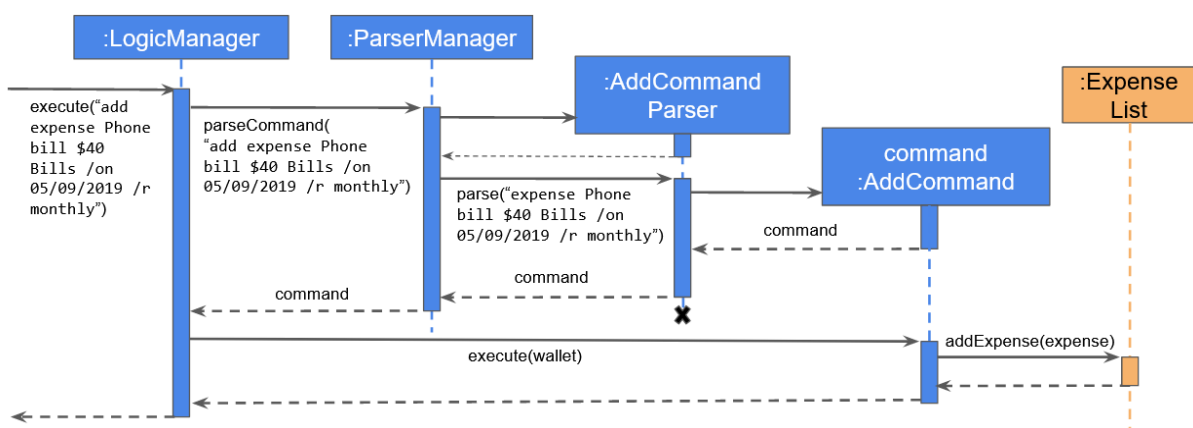 :LogicManager
:ParserManager
:AddCommand
Parser
:Expense
List
command
:AddCommand
execute(“add
expense Phone
bill $40
Bills /on
05/09/2019 /r
monthly”)
parseCommand(
“add expense Phone
bill $40 Bills /on
05/09/2019 /r monthly”)
parse(“expense Phone
bill $40 Bills /on
05/09/2019 /r monthly”)
command
command
command
execute(wallet)
addExpense(expense)